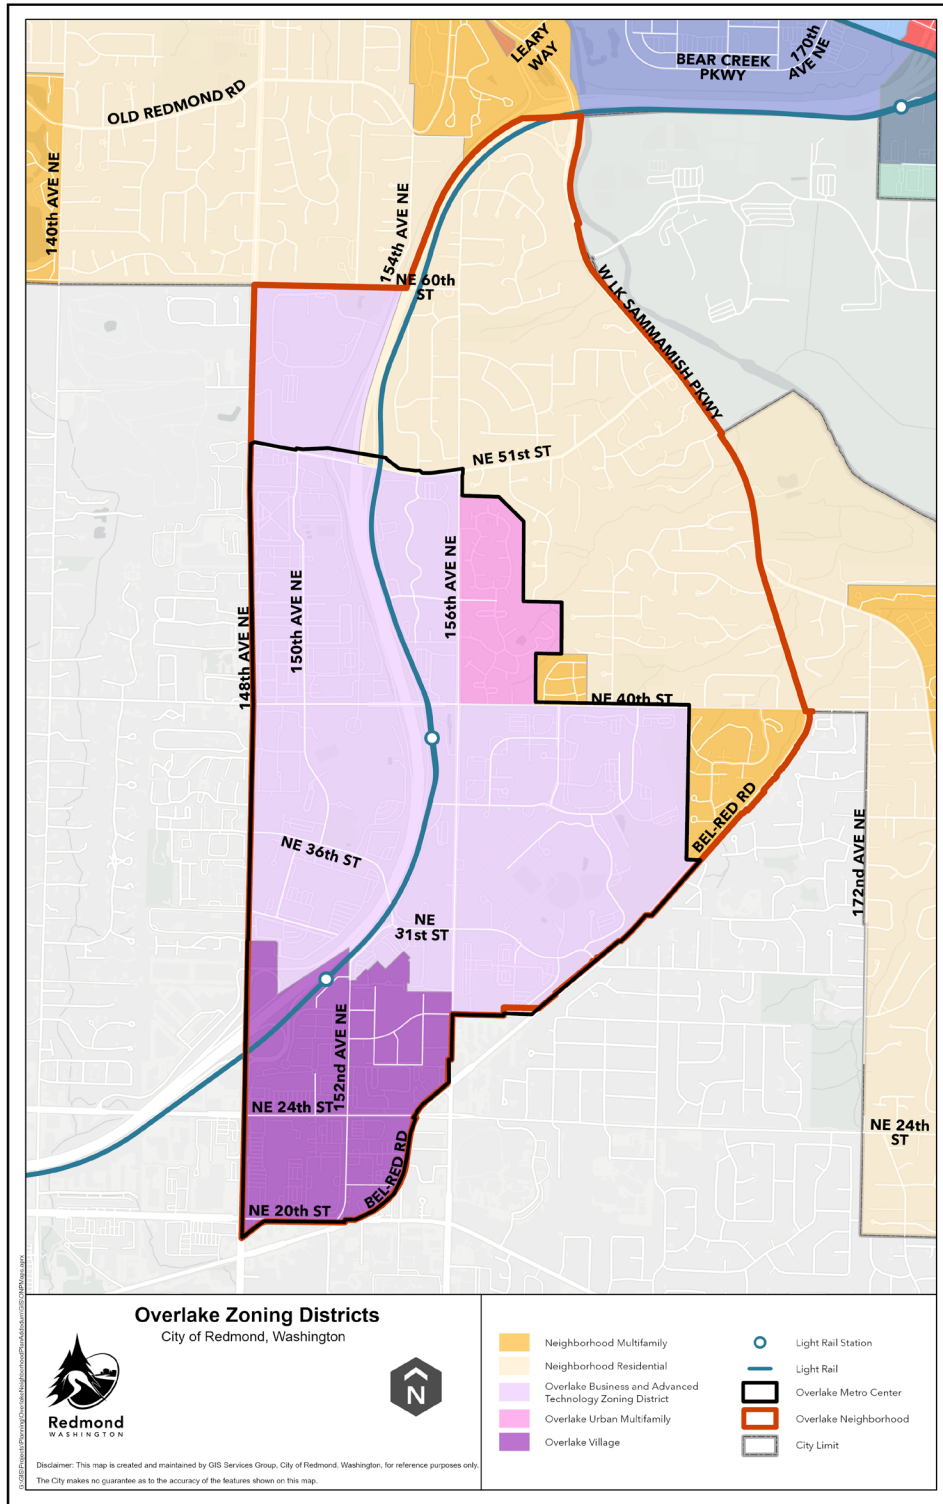 LEARY
WAY
BEAR CREEK
PKWY
170th
AVE NE
OLD REDMOND RD
140th AVE NE
154th AVE NE
NE 60th
ST
W LK SAMMAMISH PKWY
NE 51st ST
156th AVE NE
150th AVE NE
148th AVE NE
NE 40th ST
BEL-RED RD
172nd AVE NE
NE 36th ST
NE
31st ST
152nd AVE NE
NE 24th ST
NE 24th
ST
BEL-RED RD
NE 20th ST
Overlake Zoning Districts
City of Redmond, Washington
Redmond
WASHINGTON
N
Neighborhood Multifamily
Neighborhood Residential
Overlake Business and Advanced
Technology Zoning District
Overlake Urban Multifamily
Overlake Village
Light Rail Station
Light Rail
Overlake Metro Center
Overlake Neighborhood
City Limit
Disclaimer: This map is created and maintained by GIS Services Group, City of Redmond, Washington, for reference purposes only.
The City makes no guarantee as to the accuracy of the features shown on this map.